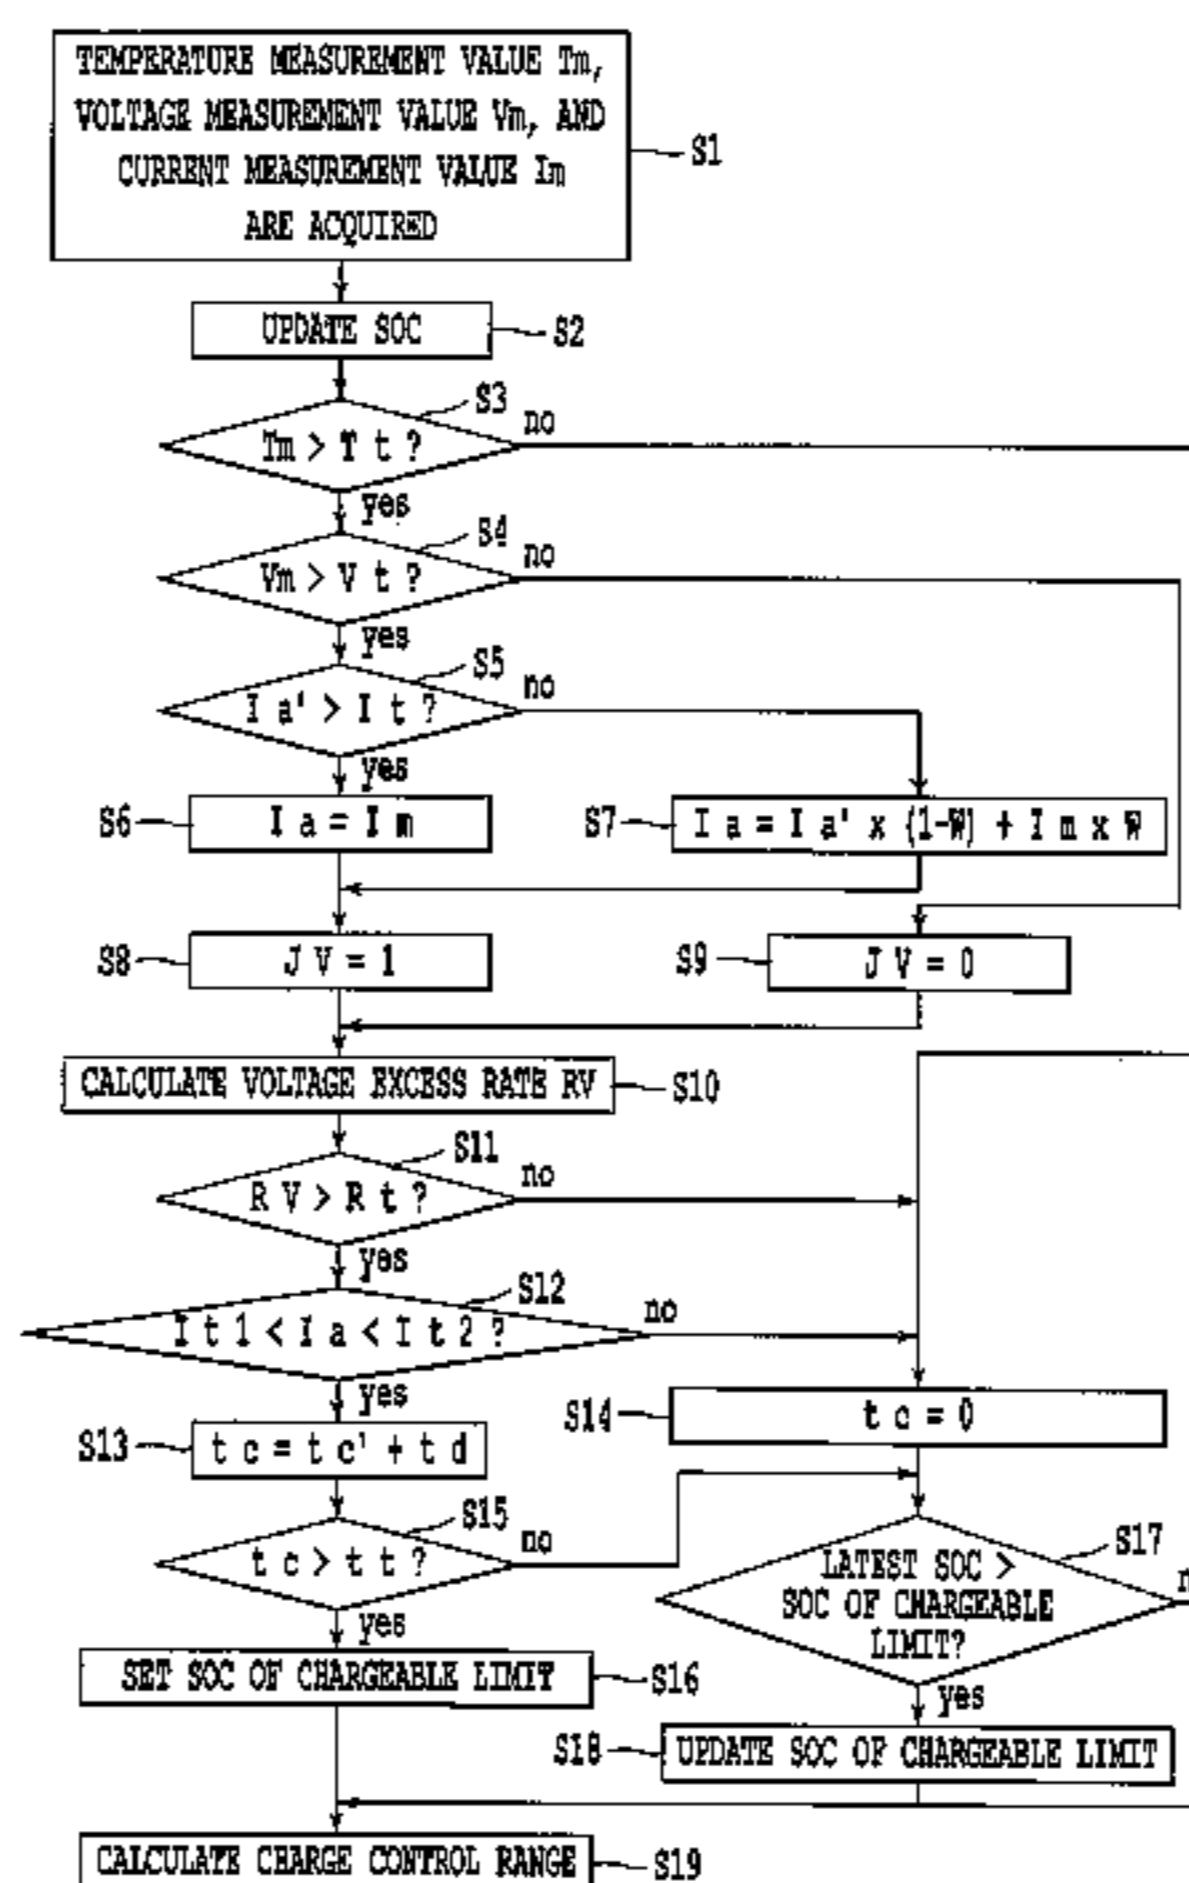 TEMPERATURE MEASUREMENT VALUE Tm,
VOLTAGE MEASUREMENT VALUE Vm, AND
CURRENT MEASUREMENT VALUE Im
ARE ACQUIRED
S1
UPDATE SOC
S2
S3
Tm > T t ?
no
yes
S4
Vm > V t ?
no
yes
S5
I a' > I t ?
no
yes
S6
I a = I m
S7
I a = I a' x (1-W) + I m x W
S8
J V = 1
S9
J V = 0
CALCULATE VOLTAGE EXCESS RATE RV
S10
S11
R V > R t ?
no
yes
S12
I t 1 < I a < I t 2 ?
no
yes
S13
t c = t c' + t d
S14
t c = 0
S15
t c > t t ?
no
yes
S17
LATEST SOC >
SOC OF CHARGEABLE
LIMIT?
yes
SET SOC OF CHARGEABLE LIMIT
S16
S18
UPDATE SOC OF CHARGEABLE LIMIT
CALCULATE CHARGE CONTROL RANGE
S19